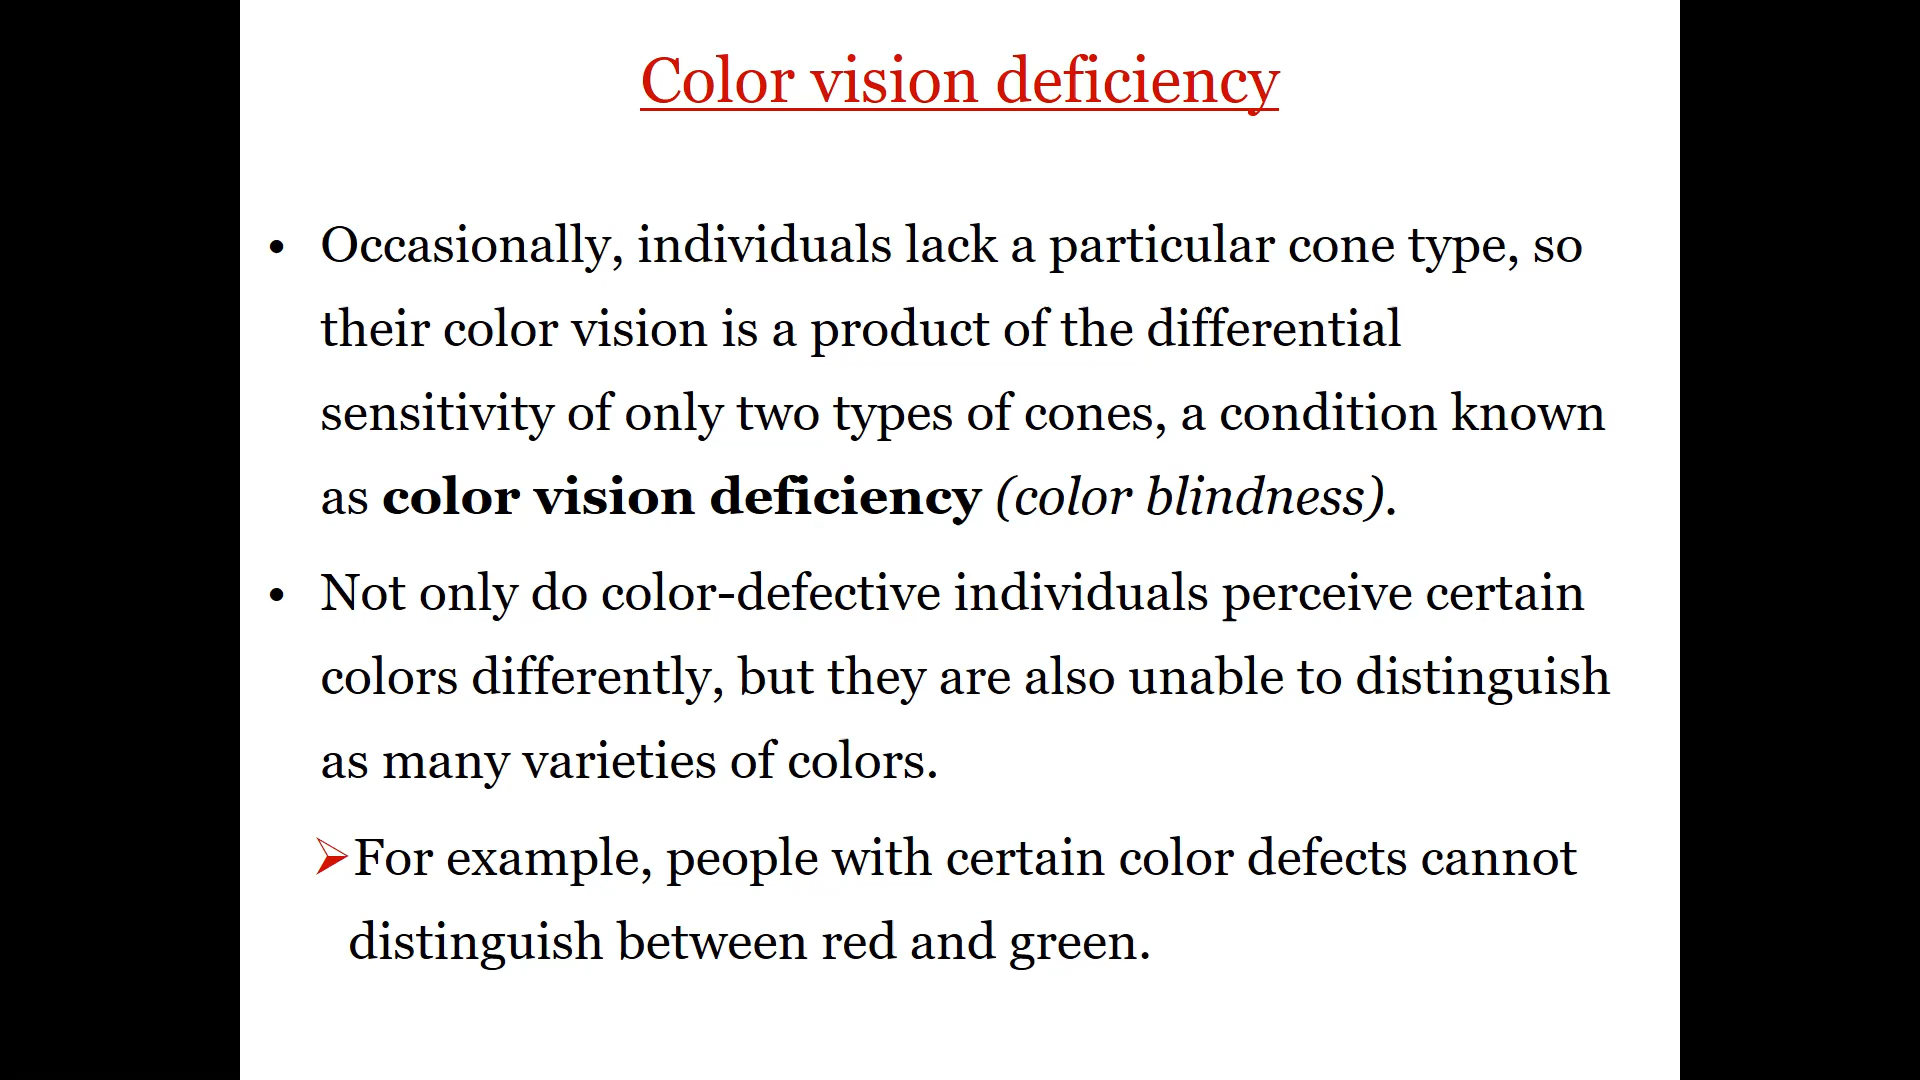 Color vision deficiency
• Occasionally, individuals lack a particular cone type, so
their color vision is a product of the differential
sensitivity of only two types of cones, a condition known
as color vision deficiency (color blindness).
• Not only do color-defective individuals perceive certain
colors differently, but they are also unable to distinguish
as many varieties of colors.
➢For example, people with certain color defects cannot
distinguish between red and green.